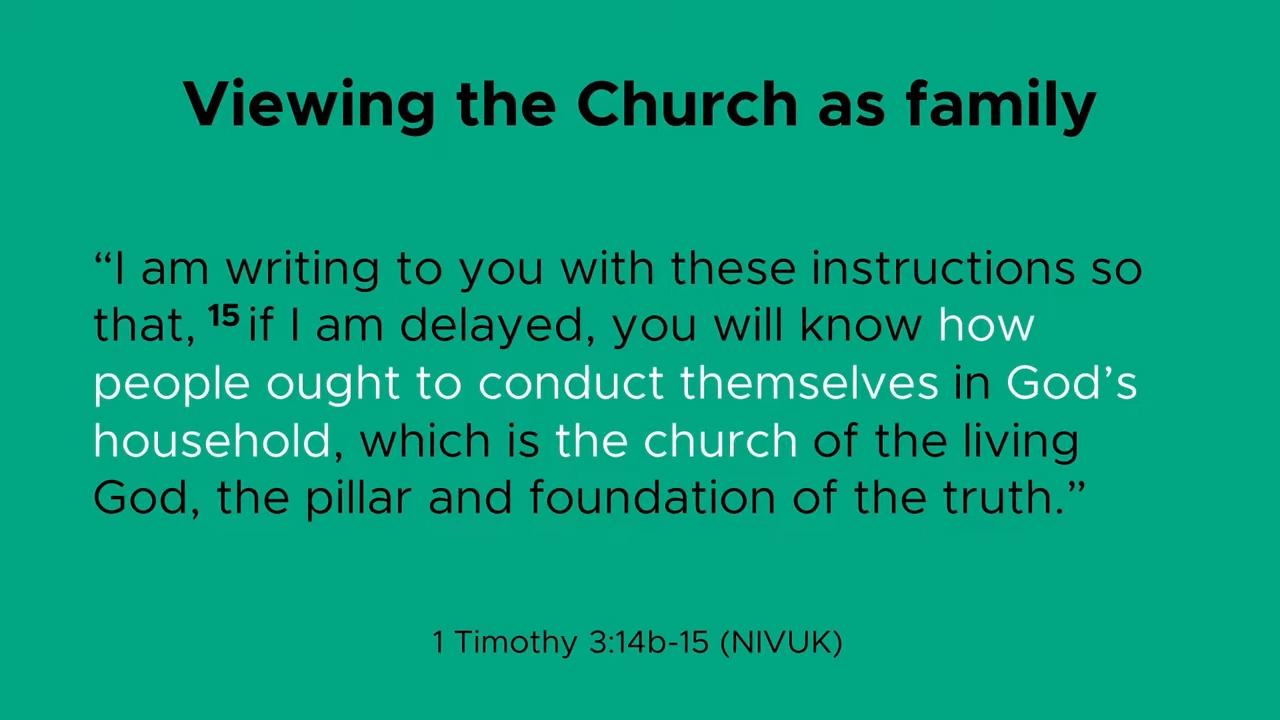 Viewing the Church as family
“I am writing to you with these instructions so
that, 15 if I am delayed, you will know how
people ought to conduct themselves in God’s
household, which is the church of the living
God, the pillar and foundation of the truth.”
1 Timothy 3:14b-15 (NIVUK)